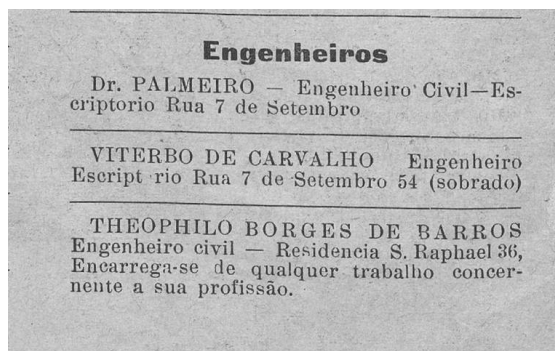 Engenheiros
Dr. PALMEIRO — Engenheiro Civil—Es-
criptorio Rua 7 de Setembro
VITERBO DE CARVALHO Engenheiro
Escript rio Rua 7 de Setembro 54 (sobrado)
THEOPHILO BORGES DE BARROS
Engenheiro civil — Residencia S. Raphael 36,
Encarrega-se de qualquer trabalho concer-
nente a sua profissão.